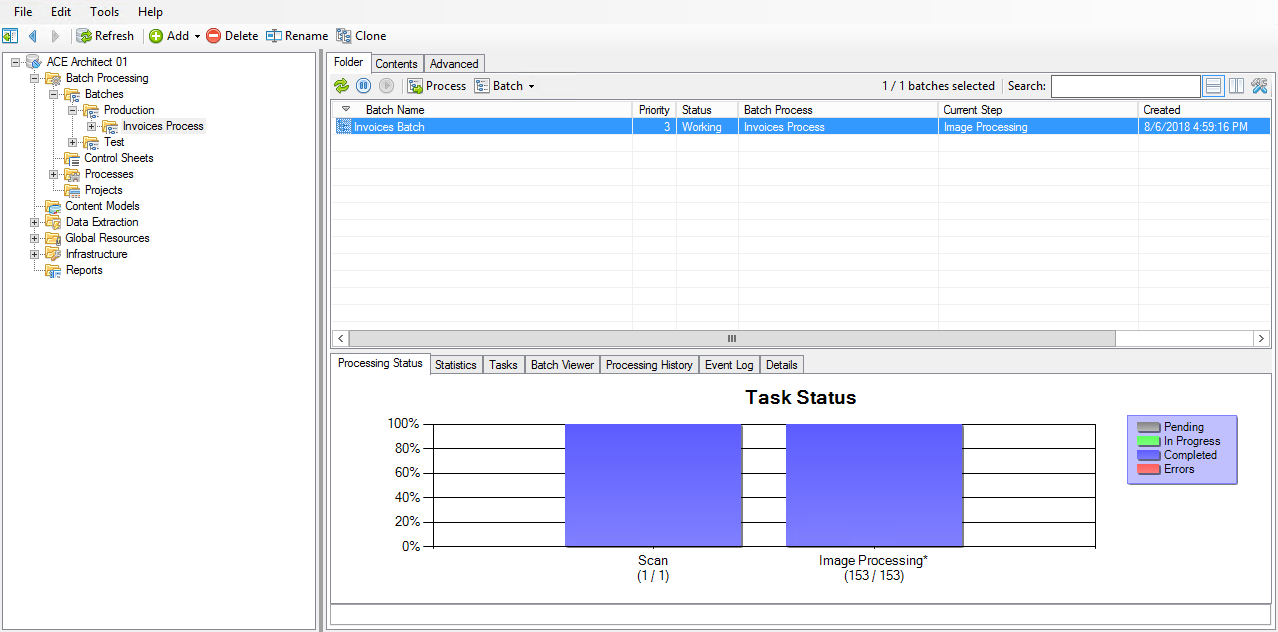 File Edit Tools Help
Refresh Add Delete Rename Clone
ACE Architect 01
Batch Processing
Batches
Production
Invoices Process
Test
Control Sheets
Processes
Projects
Content Models
Data Extraction
Global Resources
Infrastructure
Reports
Folder Contents Advanced
Process Batch 1 / 1 batches selected Search:
Batch Name Priority Status Batch Process Current Step Created
Invoices Batch 3 Working Invoices Process Image Processing 8/6/2018 4:59:16 PM
Processing Status Statistics Tasks Batch Viewer Processing History Event Log Details
Task Status
100%
80%
60%
40%
20%
0%
Scan
(1 / 1)
Image Processing*
(153 / 153)
Pending
In Progress
Completed
Errors